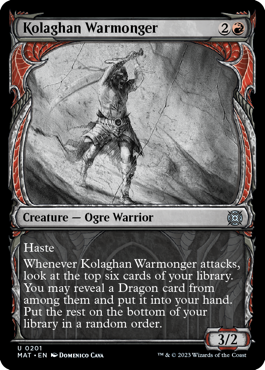 Kolaghan Warmonger 2
Creature — Ogre Warrior
Haste
Whenever Kolaghan Warmonger attacks,
look at the top six cards of your library.
You may reveal a Dragon card from
among them and put it into your hand.
Put the rest on the bottom of your
library in a random order.
3/2
U 0201
MAT • EN Domenico Cava
™ & © 2023 Wizards of the Coast